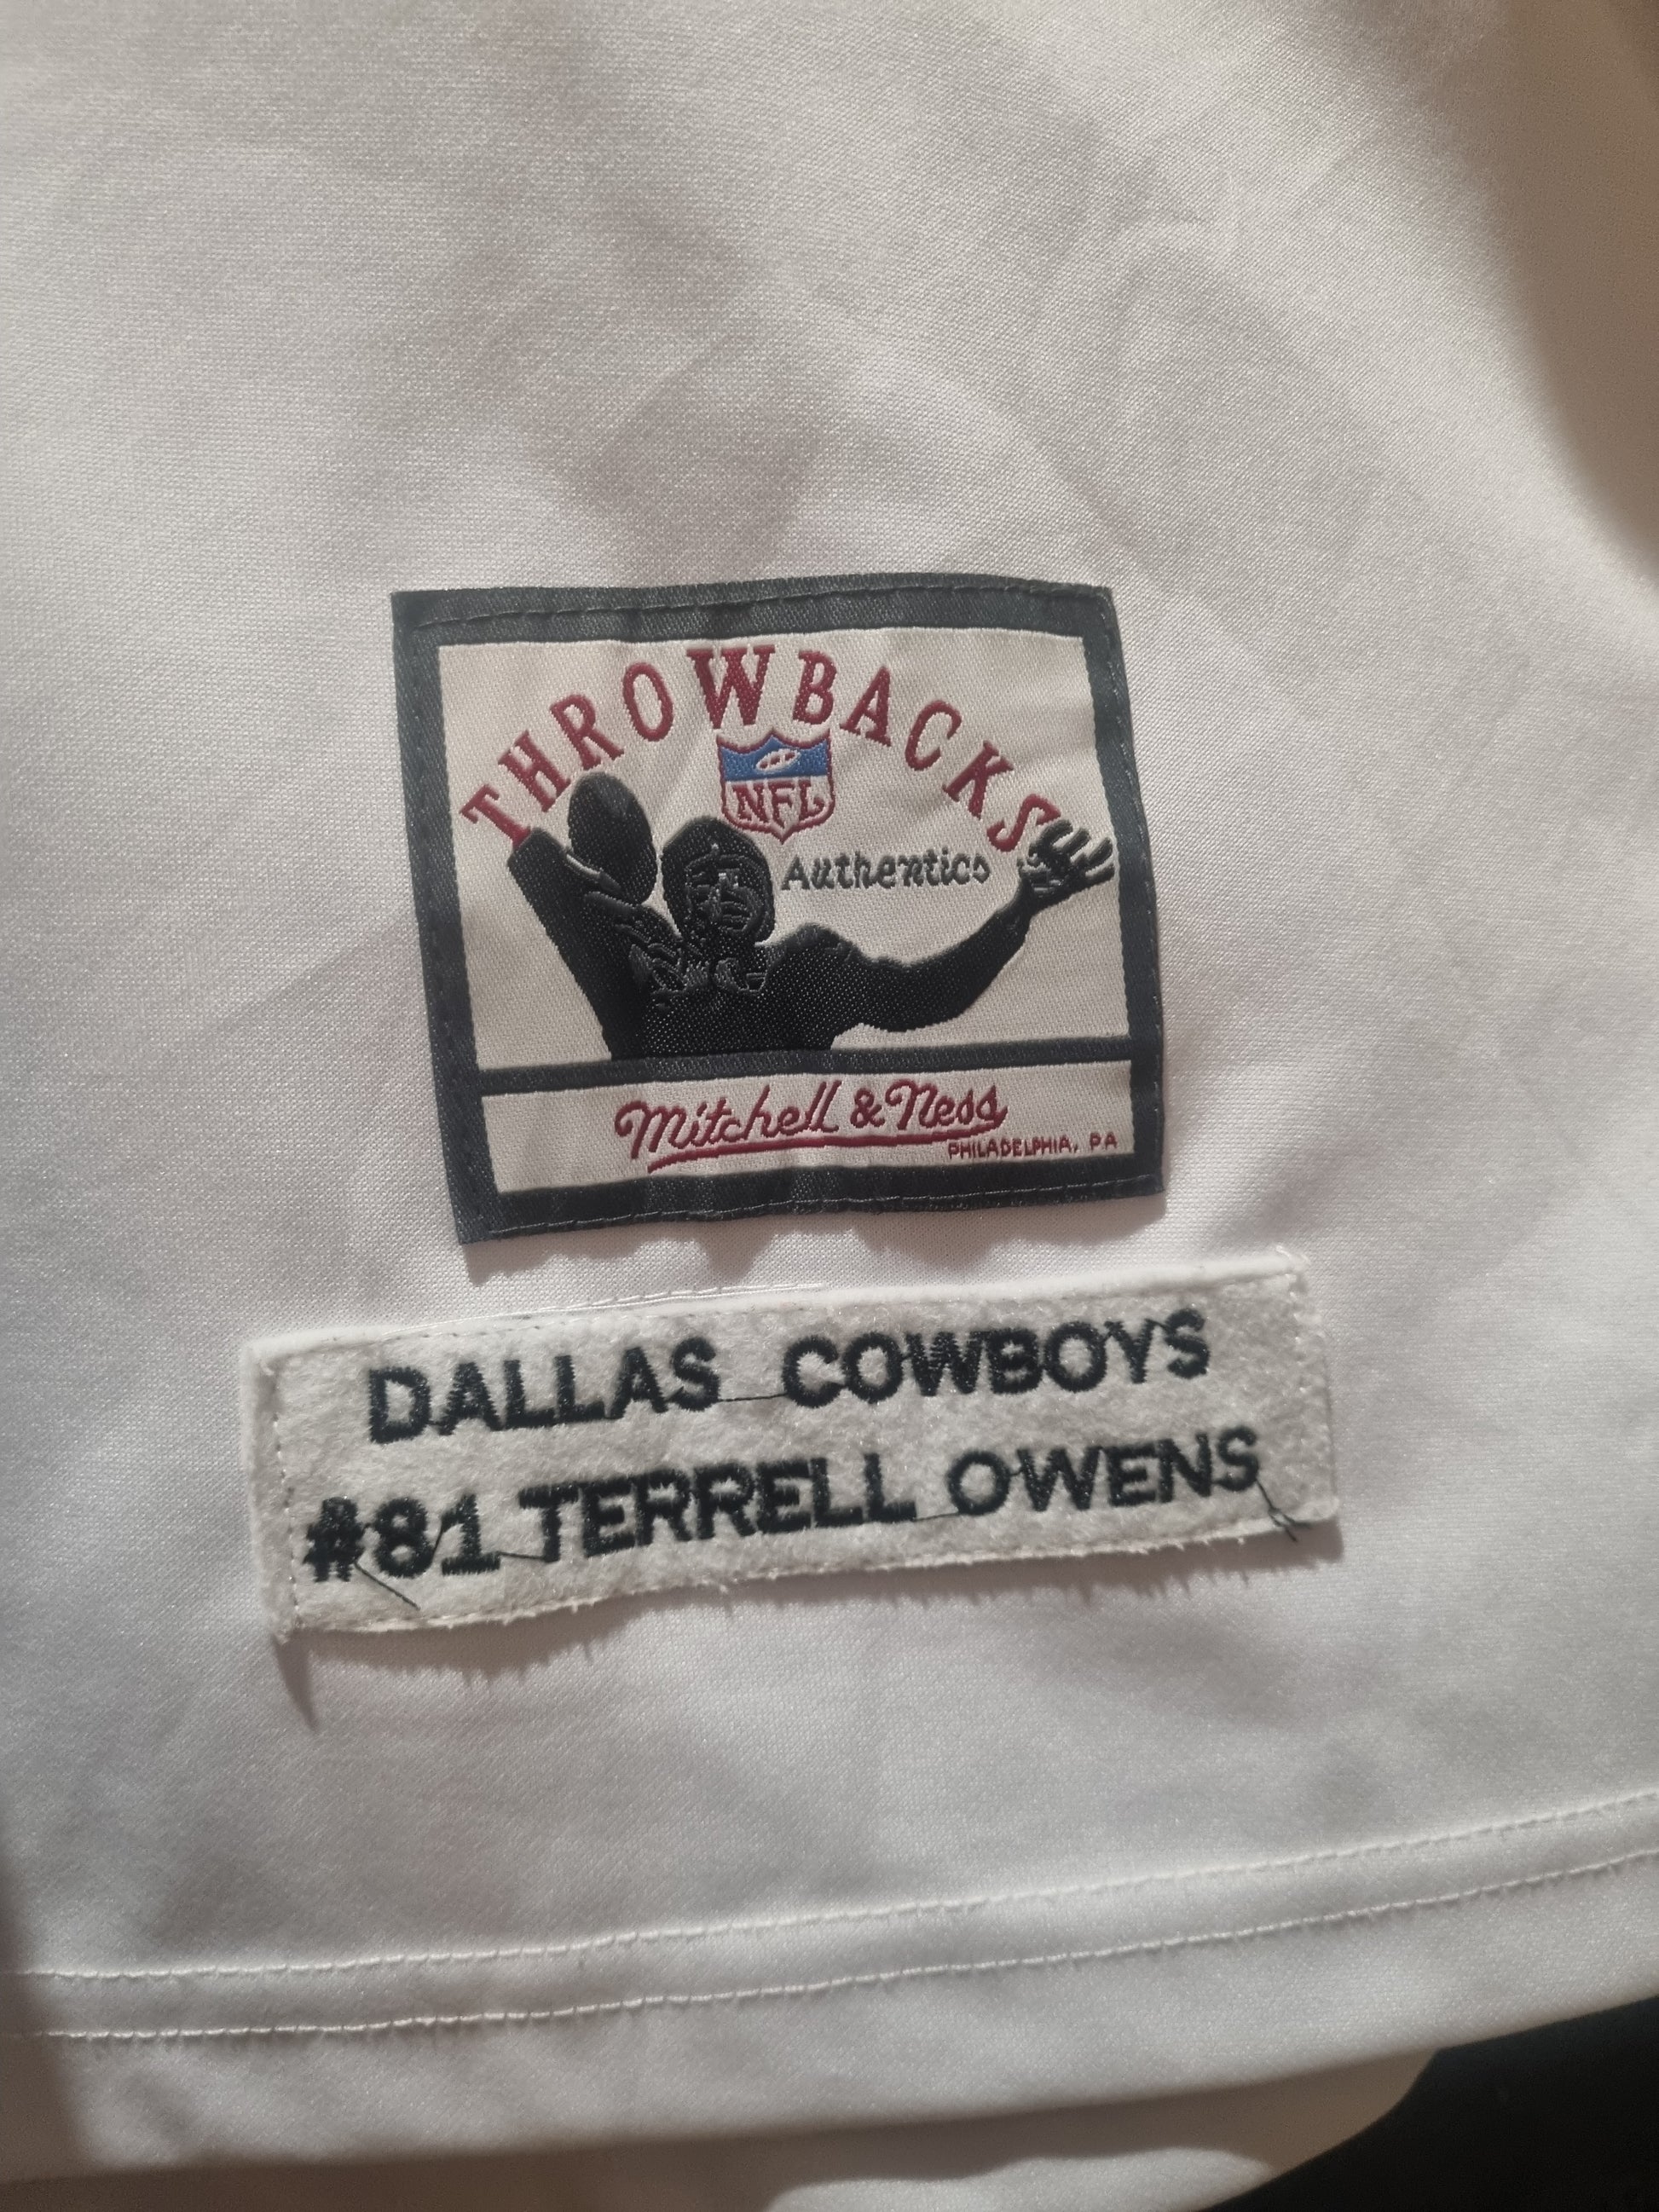 THROWBACKS
NFL
Authentics
Mitchell & Ness
PHILADELPHIA, PA
DALLAS COWBOYS
#81 TERRELL OWENS